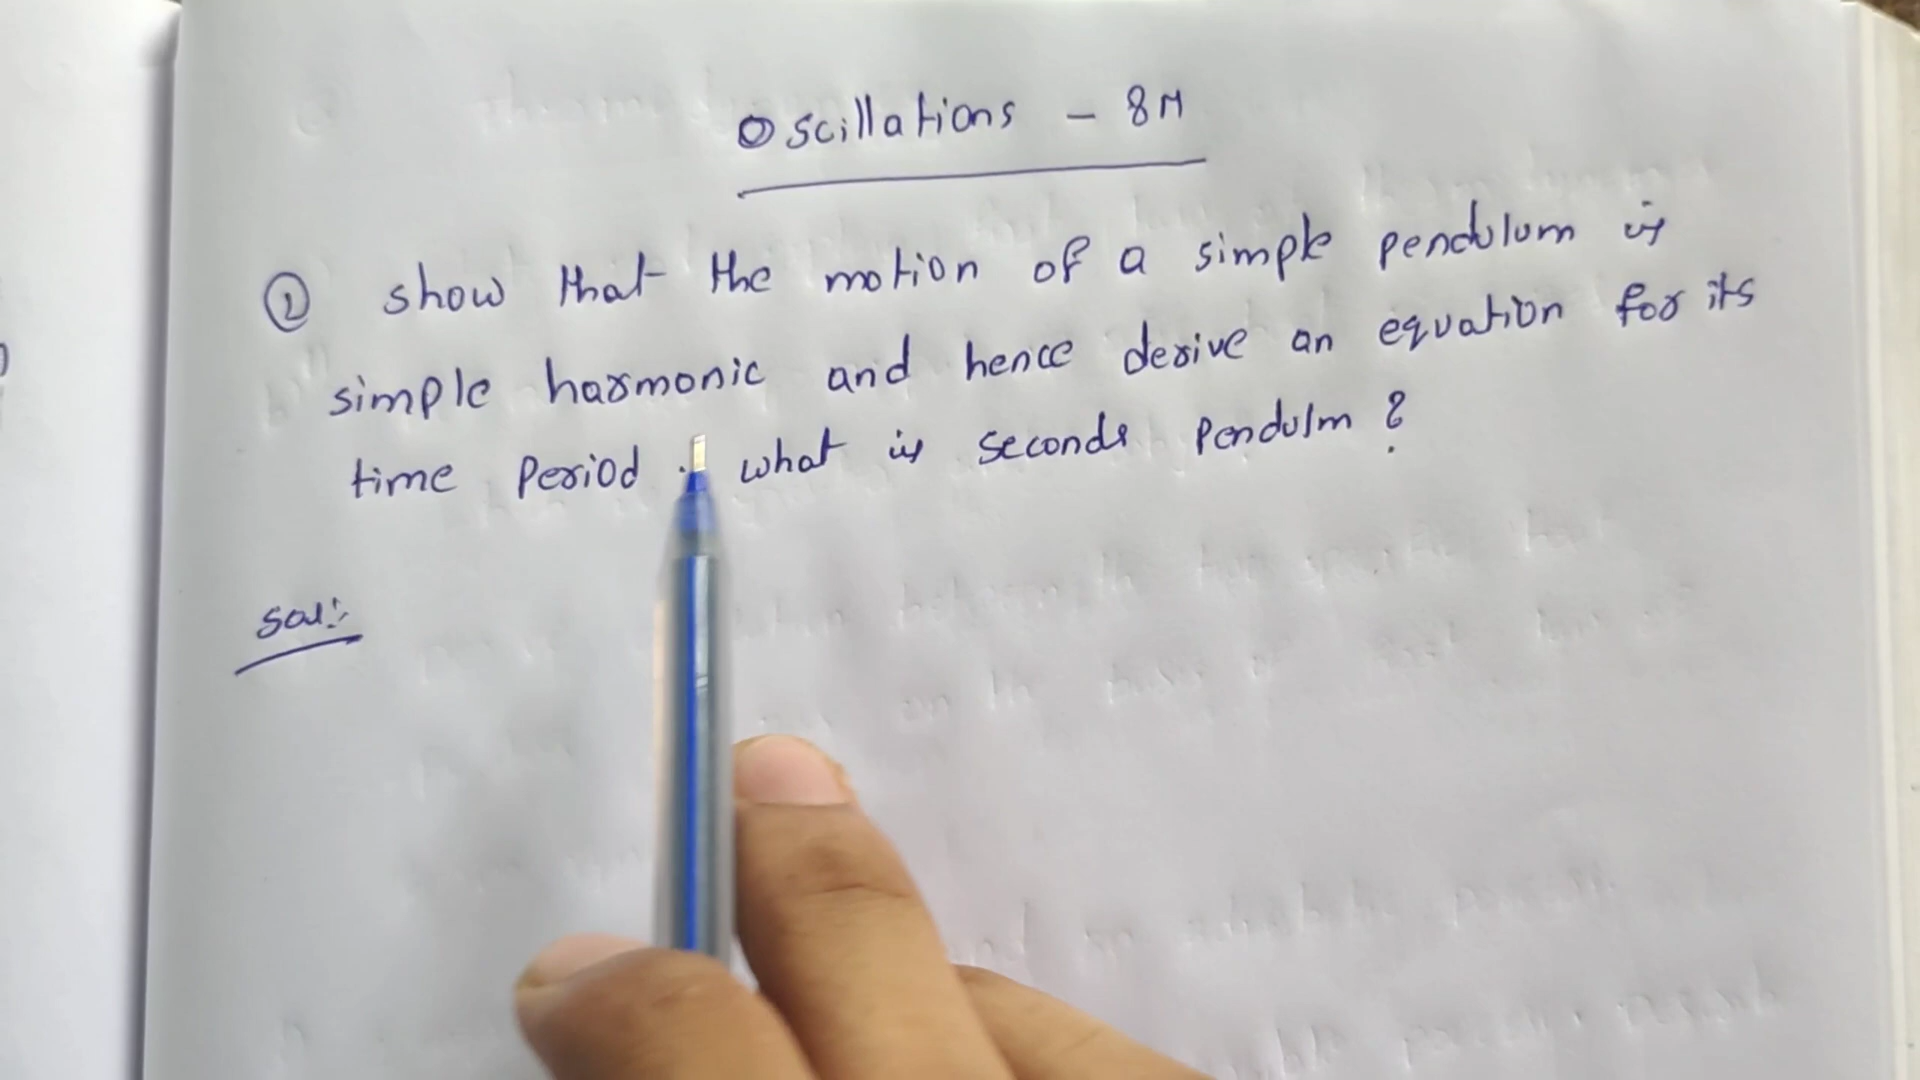 Oscillations - 8M
① show that the motion of a simple pendulum is
simple harmonic and hence derive an equation for its
time Period . what is seconds Pendulm ?
Sol:-